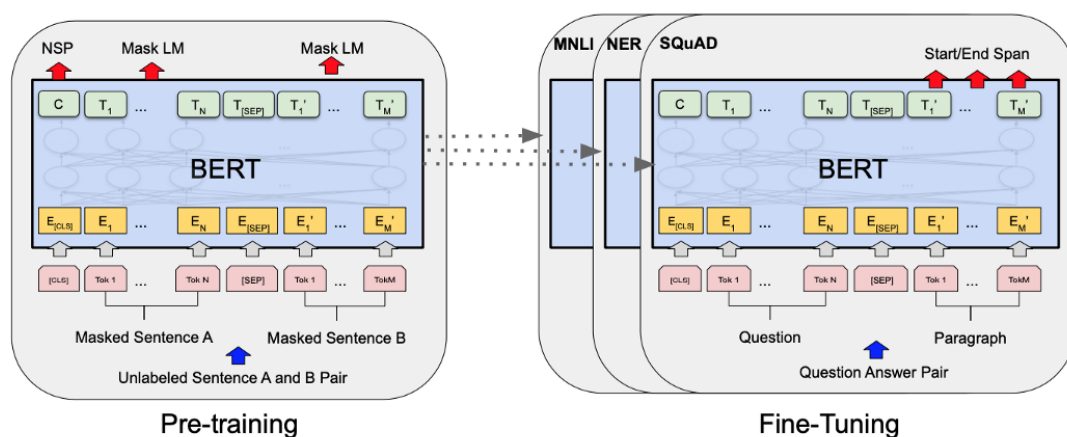 NSP Mask LM Mask LM
C T1 ... TN T[SEP] T1' ... TM'
BERT
... ...
E[CLS] E1 ... EN E[SEP] E1' ... EM'
[CLS] Tok 1 ... Tok N [SEP] Tok 1 ... TokM
Masked Sentence A Masked Sentence B
Unlabeled Sentence A and B Pair
Pre-training
MNLI NER SQuAD
Start/End Span
C T1 ... TN T[SEP] T1' ... TM'
BERT
... ...
E[CLS] E1 ... EN E[SEP] E1' ... EM'
[CLS] Tok 1 ... Tok N [SEP] Tok 1 ... TokM
Question Paragraph
Question Answer Pair
Fine-Tuning